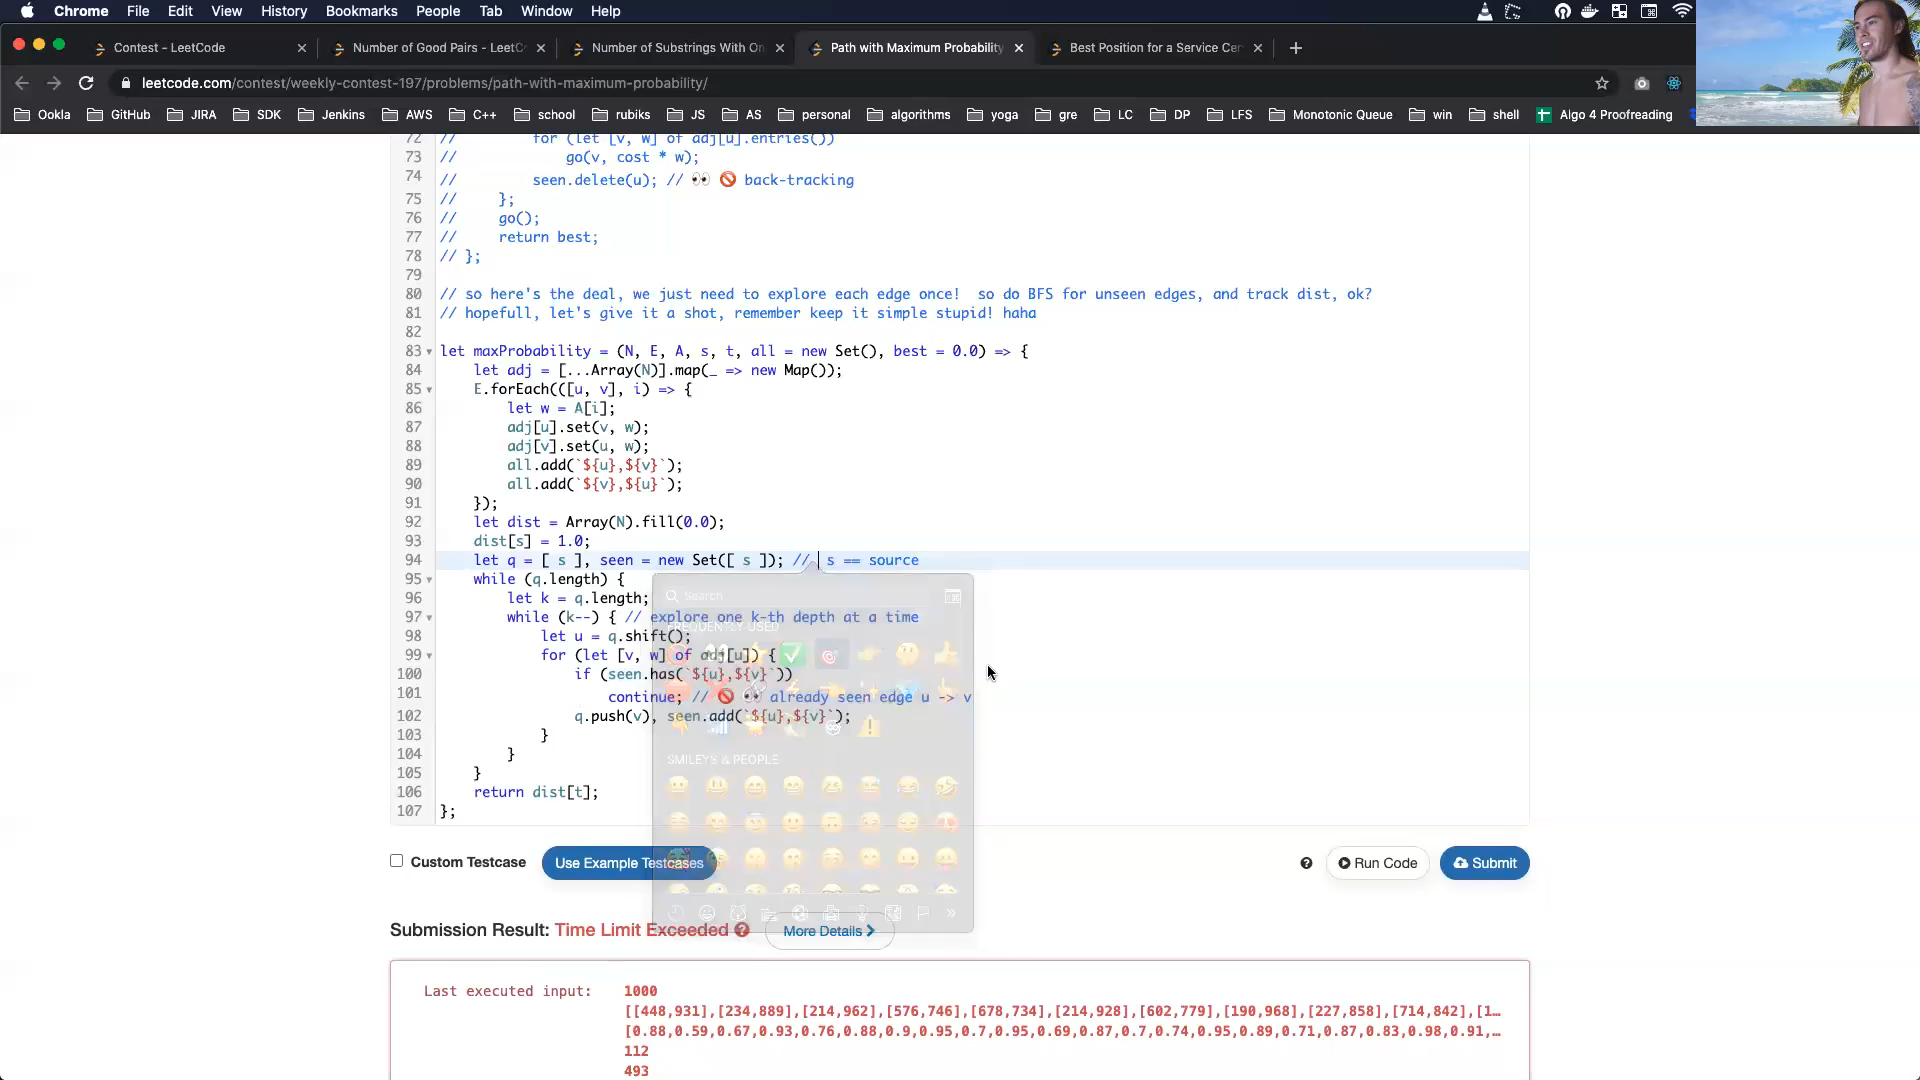 Chrome File Edit View History Bookmarks People Tab Window Help
Contest - LeetCode
Number of Good Pairs - LeetC
Number of Substrings With On
Path with Maximum Probability
Best Position for a Service Cer
leetcode.com/contest/weekly-contest-197/problems/path-with-maximum-probability/
Ookla GitHub JIRA SDK Jenkins AWS C++ school rubiks JS AS personal algorithms yoga gre LC DP LFS Monotonic Queue win shell Algo 4 Proofreading
72 // for (let [v, w] of adj[u].entries())
73 // go(v, cost * w);
74 // seen.delete(u); // 👀 🚫 back-tracking
75 // };
76 // go();
77 // return best;
78 // };
79
80 // so here's the deal, we just need to explore each edge once! so do BFS for unseen edges, and track dist, ok?
81 // hopefull, let's give it a shot, remember keep it simple stupid! haha
82
83 let maxProbability = (N, E, A, s, t, all = new Set(), best = 0.0) => {
84 let adj = [...Array(N)].map(_ => new Map());
85 E.forEach(([u, v], i) => {
86 let w = A[i];
87 adj[u].set(v, w);
88 adj[v].set(u, w);
89 all.add(`${u},${v}`);
90 all.add(`${v},${u}`);
91 });
92 let dist = Array(N).fill(0.0);
93 dist[s] = 1.0;
94 let q = [ s ], seen = new Set([ s ]); // s == source
95 while (q.length) {
96 let k = q.length;
Search
97 while (k--) { // explore one k-th depth at a time
FREQUENTLY USED
98 let u = q.shift();
99 for (let [v, w] of adj[u]) {
100 if (seen.has(`${u},${v}`))
101 continue; // 🚫 👀 already seen edge u -> v
102 q.push(v), seen.add(`${u},${v}`);
103 }
104 }
SMILEYS & PEOPLE
105 }
106 return dist[t];
107 };
Custom Testcase Use Example Testcases Run Code Submit
Submission Result: Time Limit Exceeded More Details
Last executed input: 1000
[[448,931],[234,889],[214,962],[576,746],[678,734],[214,928],[602,779],[190,968],[227,858],[714,842],[1…
[0.88,0.59,0.67,0.93,0.76,0.88,0.9,0.95,0.7,0.95,0.69,0.87,0.7,0.74,0.95,0.89,0.71,0.87,0.83,0.98,0.91,…
112
493